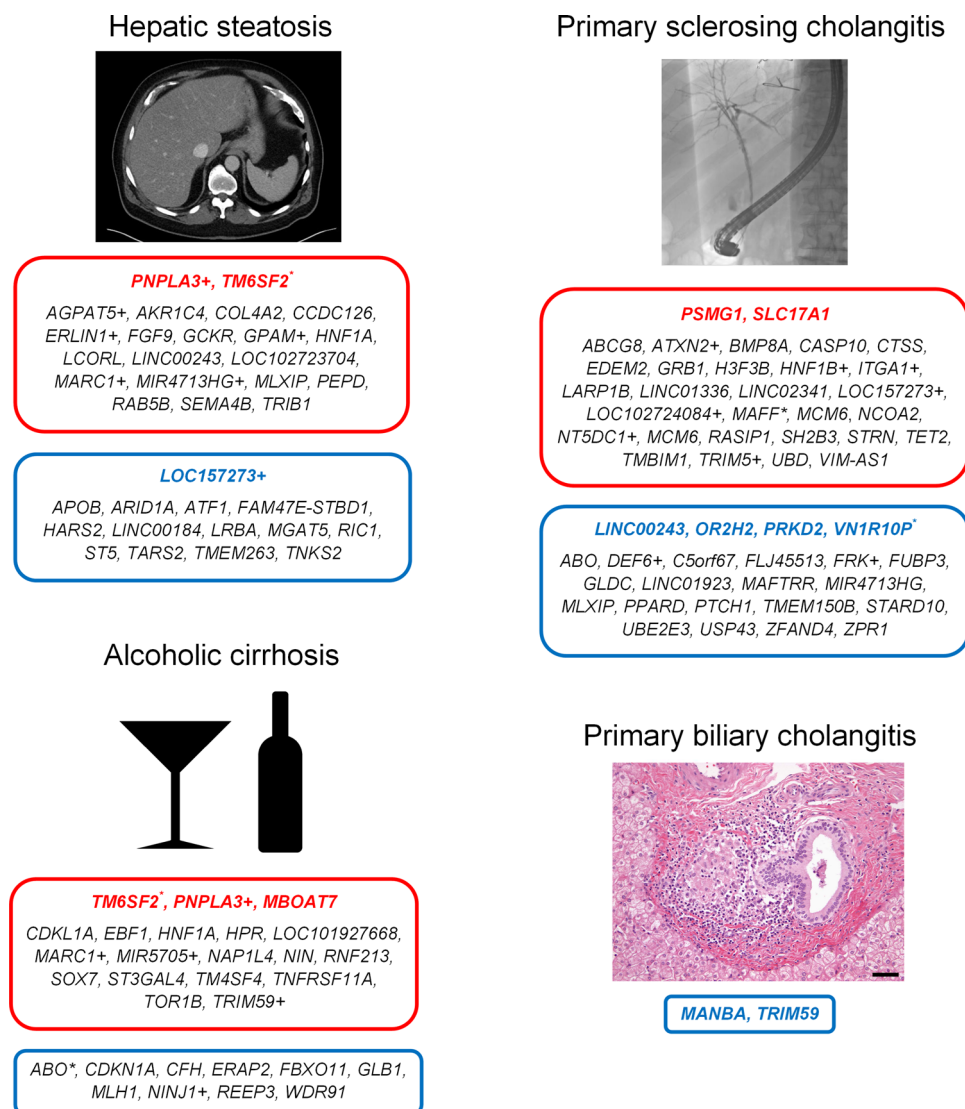 Hepatic steatosis
PNPLA3+, TM6SF2*
AGPAT5+, AKR1C4, COL4A2, CCDC126,
ERLIN1+, FGF9, GCKR, GPAM+, HNF1A,
LCORL, LINC00243, LOC102723704,
MARC1+, MIR4713HG+, MLXIP, PEPD,
RAB5B, SEMA4B, TRIB1
LOC157273+
APOB, ARID1A, ATF1, FAM47E-STBD1,
HARS2, LINC00184, LRBA, MGAT5, RIC1,
ST5, TARS2, TMEM263, TNKS2
Alcoholic cirrhosis
TM6SF2*, PNPLA3+, MBOAT7
CDKL1A, EBF1, HNF1A, HPR, LOC101927668,
MARC1+, MIR5705+, NAP1L4, NIN, RNF213,
SOX7, ST3GAL4, TM4SF4, TNFRSF11A,
TOR1B, TRIM59+
ABO*, CDKN1A, CFH, ERAP2, FBXO11, GLB1,
MLH1, NINJ1+, REEP3, WDR91
Primary sclerosing cholangitis
PSMG1, SLC17A1
ABCG8, ATXN2+, BMP8A, CASP10, CTSS,
EDEM2, GRB1, H3F3B, HNF1B+, ITGA1+,
LARP1B, LINC01336, LINC02341, LOC157273+,
LOC102724084+, MAFF*, MCM6, NCOA2,
NT5DC1+, MCM6, RASIP1, SH2B3, STRN, TET2,
TMBIM1, TRIM5+, UBD, VIM-AS1
LINC00243, OR2H2, PRKD2, VN1R10P*
ABO, DEF6+, C5orf67, FLJ45513, FRK+, FUBP3,
GLDC, LINC01923, MAFTRR, MIR4713HG,
MLXIP, PPARD, PTCH1, TMEM150B, STARD10,
UBE2E3, USP43, ZFAND4, ZPR1
Primary biliary cholangitis
MANBA, TRIM59